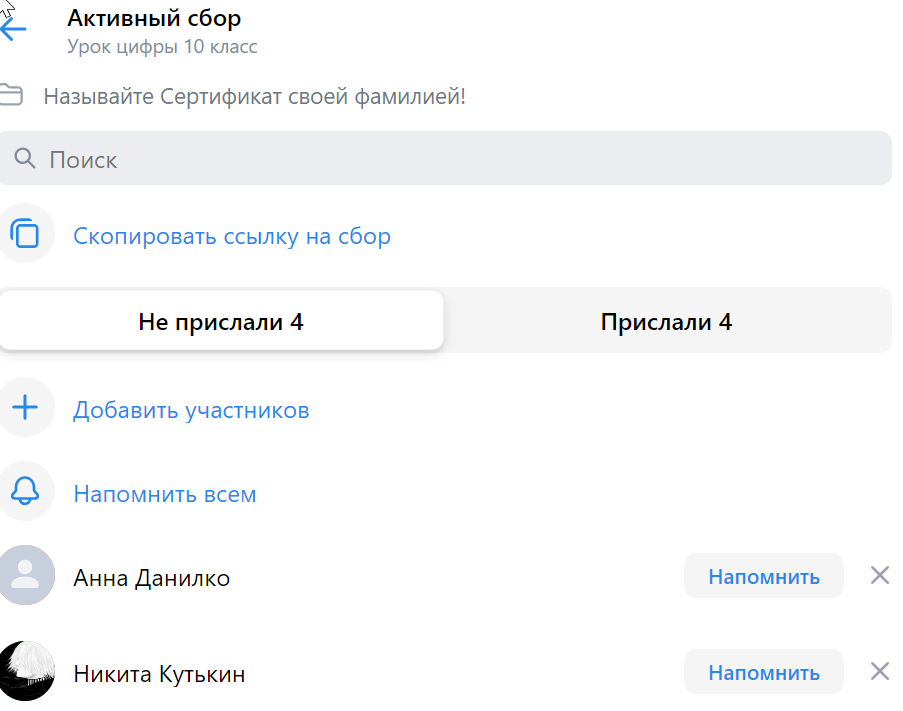 Активный сбор
Урок цифры 10 класс
Называйте Сертификат своей фамилией!
Поиск
Скопировать ссылку на сбор
Не прислали 4 Прислали 4
Добавить участников
Напомнить всем
Анна Данилко Напомнить
Никита Кутькин Напомнить